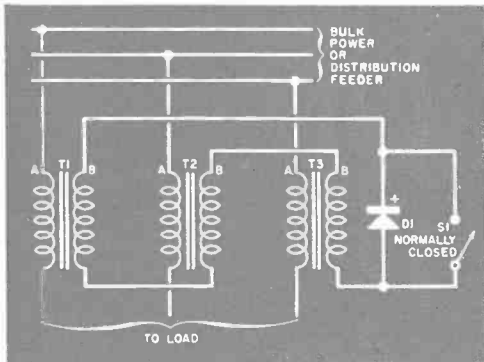 BULK
POWER
OR
DISTRIBUTION
FEEDER
A T1 B
A T2 B
A T3 B
+
D1
S1
NORMALLY
CLOSED
TO LOAD